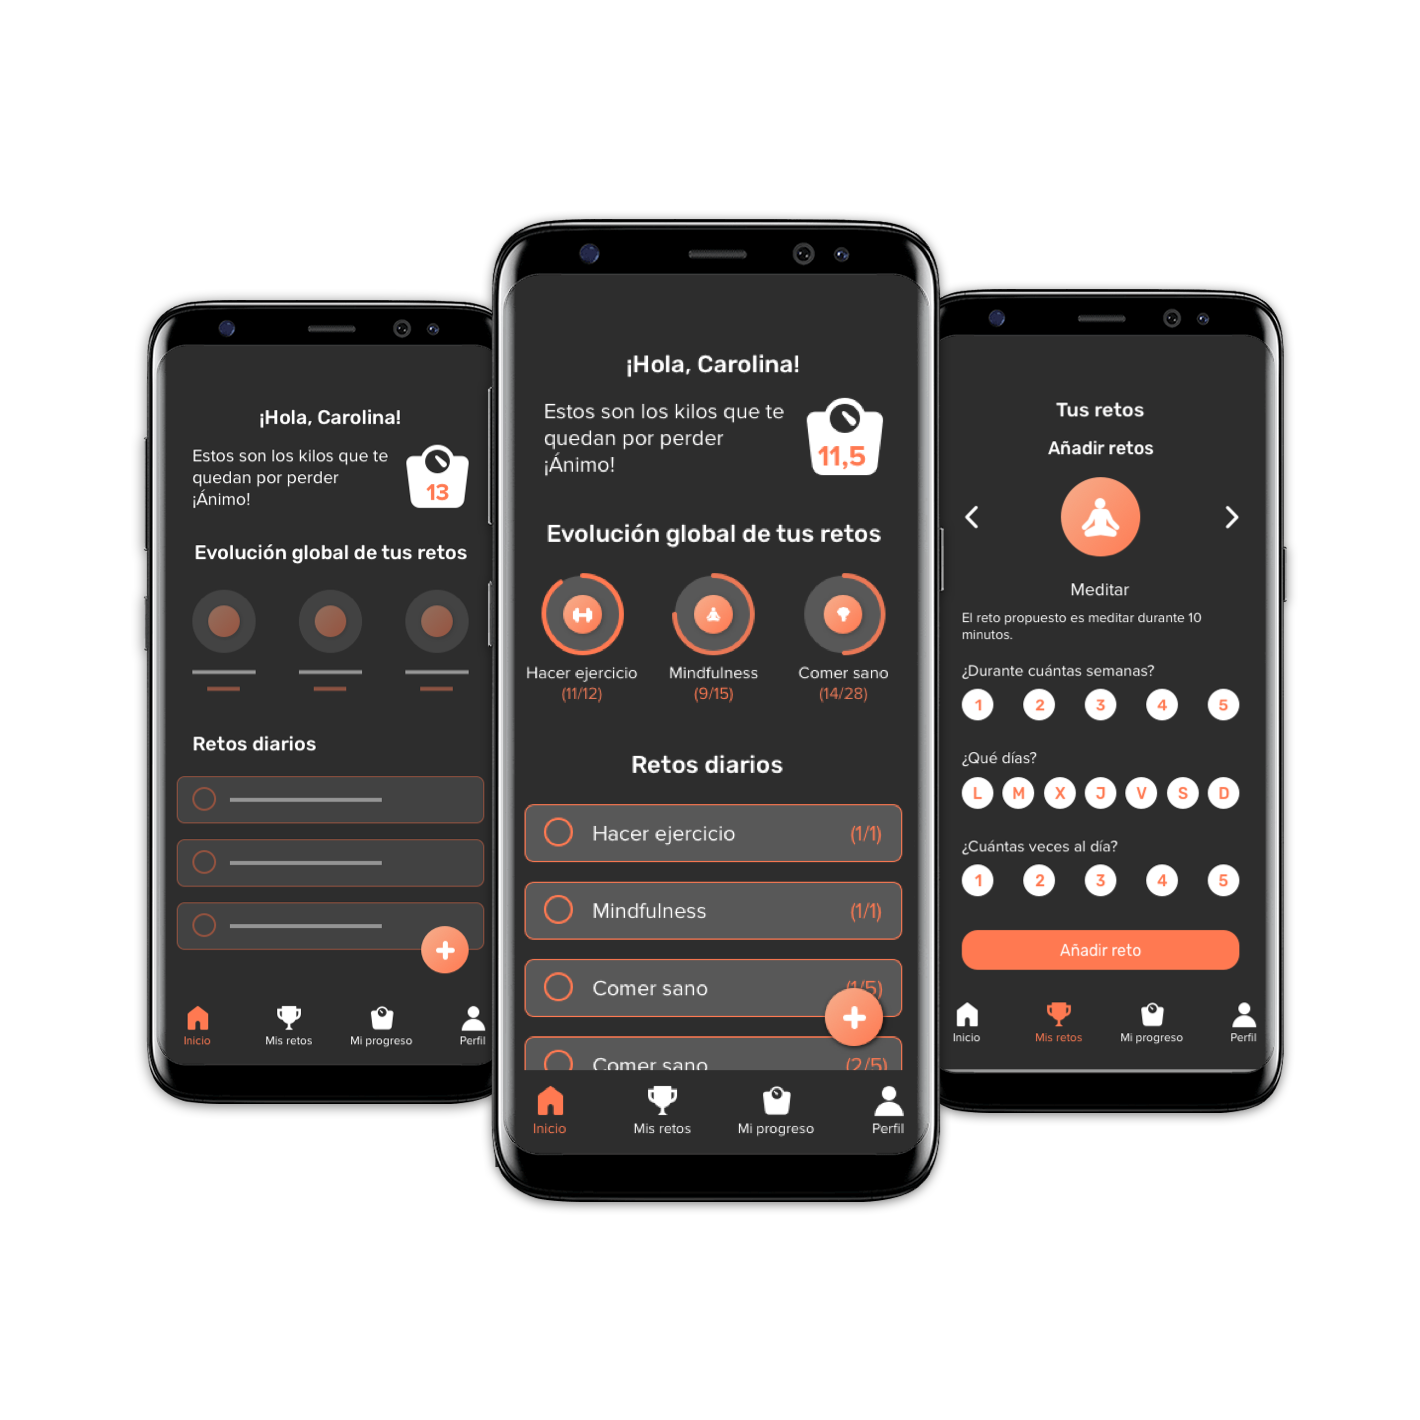 ¡Hola, Carolina!
Estos son los kilos que te
quedan por perder
¡Ánimo!
13
Evolución global de tus retos
Retos diarios
Inicio
Mis retos
Mi progreso
Perfil
¡Hola, Carolina!
Estos son los kilos que te
quedan por perder
¡Ánimo!
11,5
Evolución global de tus retos
Hacer ejercicio
(11/12)
Mindfulness
(9/15)
Comer sano
(14/28)
Retos diarios
Hacer ejercicio (1/1)
Mindfulness (1/1)
Comer sano (1/5)
Comer sano (2/5)
Inicio
Mis retos
Mi progreso
Perfil
Tus retos
Añadir retos
Meditar
El reto propuesto es meditar durante 10
minutos.
¿Durante cuántas semanas?
1 2 3 4 5
¿Qué días?
L M X J V S D
¿Cuántas veces al día?
1 2 3 4 5
Añadir reto
Inicio
Mis retos
Mi progreso
Perfil